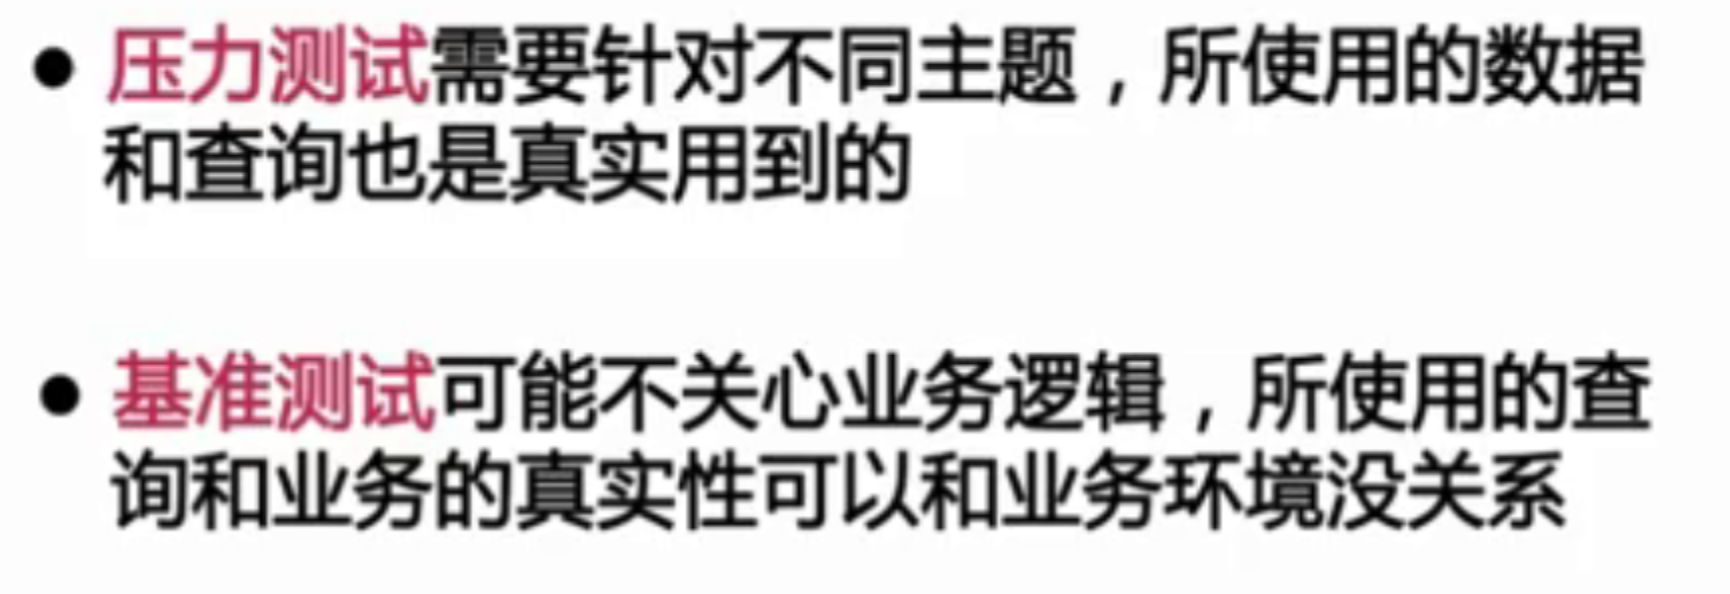 ● 压力测试需要针对不同主题，所使用的数据
和查询也是真实用到的
● 基准测试可能不关心业务逻辑，所使用的查
询和业务的真实性可以和业务环境没关系